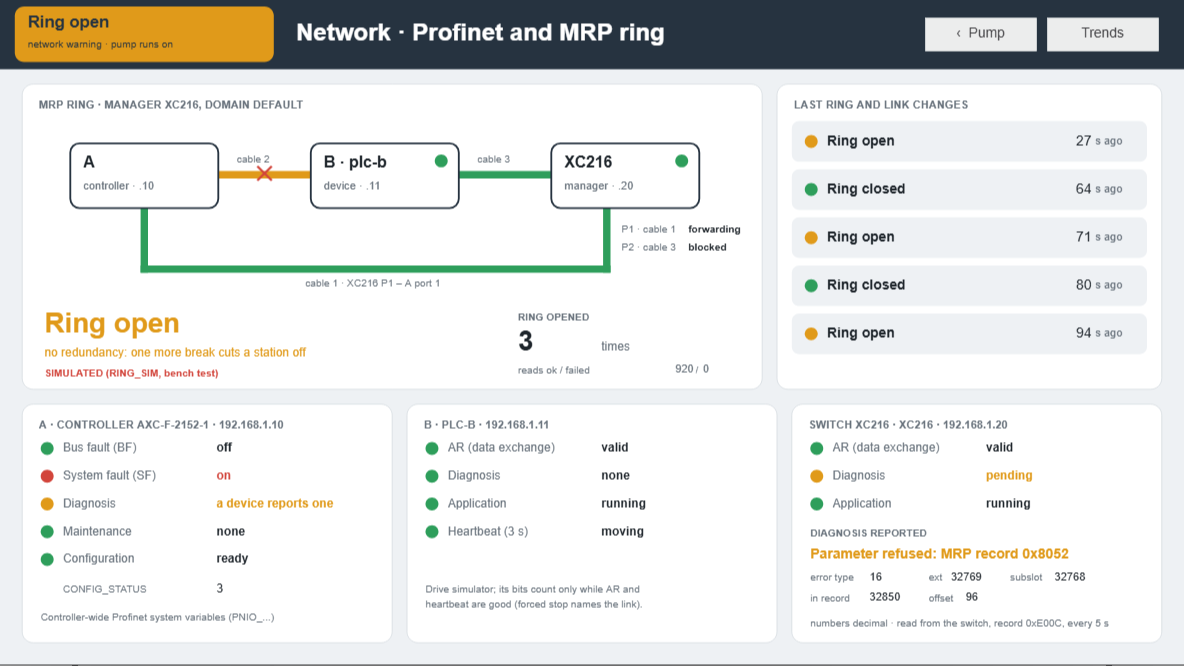 Ring open
network warning · pump runs on
Network · Profinet and MRP ring
‹ Pump
Trends
MRP RING · MANAGER XC216, DOMAIN DEFAULT
A
controller · .10
cable 2
B · plc-b
device · .11
cable 3
XC216
manager · .20
P1 · cable 1 forwarding
P2 · cable 3 blocked
cable 1 · XC216 P1 – A port 1
Ring open
no redundancy: one more break cuts a station off
SIMULATED (RING_SIM, bench test)
RING OPENED
3 times
reads ok / failed 920 / 0
LAST RING AND LINK CHANGES
Ring open 27 s ago
Ring closed 64 s ago
Ring open 71 s ago
Ring closed 80 s ago
Ring open 94 s ago
A · CONTROLLER AXC-F-2152-1 · 192.168.1.10
Bus fault (BF) off
System fault (SF) on
Diagnosis a device reports one
Maintenance none
Configuration ready
CONFIG_STATUS 3
Controller-wide Profinet system variables (PNIO_...)
B · PLC-B · 192.168.1.11
AR (data exchange) valid
Diagnosis none
Application running
Heartbeat (3 s) moving
Drive simulator; its bits count only while AR and
heartbeat are good (forced stop names the link).
SWITCH XC216 · XC216 · 192.168.1.20
AR (data exchange) valid
Diagnosis pending
Application running
DIAGNOSIS REPORTED
Parameter refused: MRP record 0x8052
error type 16 ext 32769 subslot 32768
in record 32850 offset 96
numbers decimal · read from the switch, record 0xE00C, every 5 s